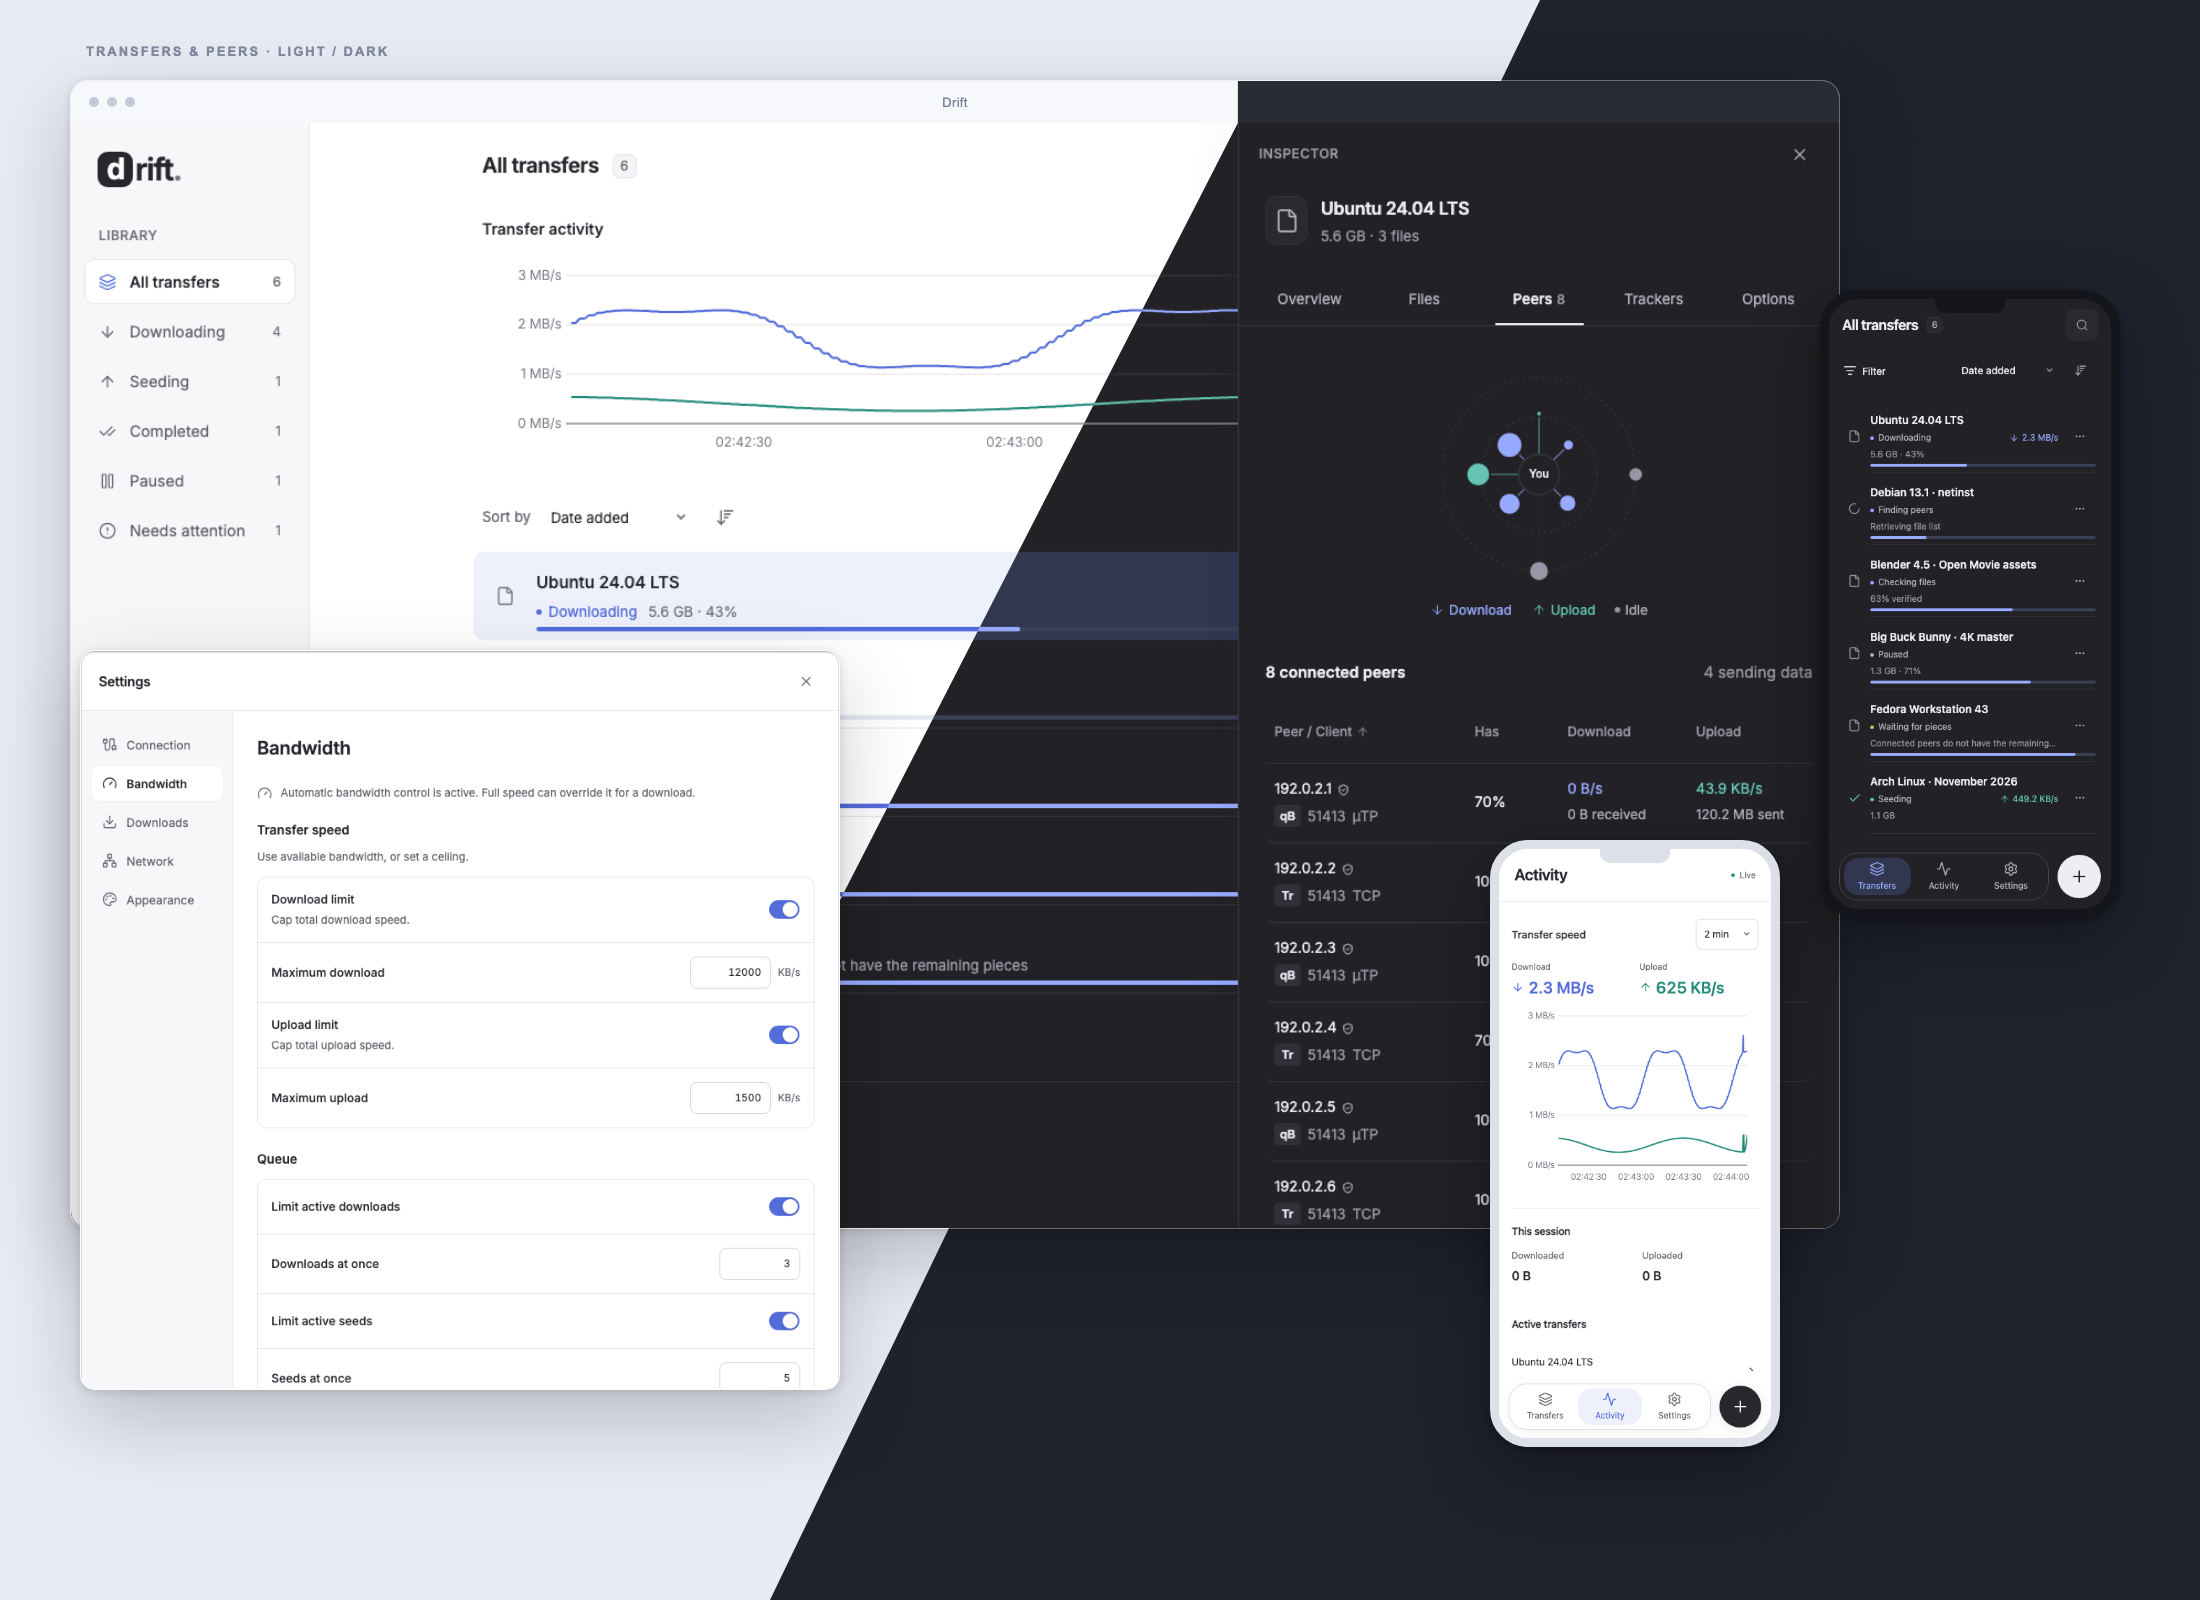 TRANSFERS & PEERS · LIGHT / DARK
Drift
drift.
LIBRARY
All transfers 6
Downloading 4
Seeding 1
Completed 1
Paused 1
Needs attention 1
All transfers 6
Transfer activity
3 MB/s
2 MB/s
1 MB/s
0 MB/s
02:42:30 02:43:00
Sort by Date added
Ubuntu 24.04 LTS
Downloading 5.6 GB · 43%
t have the remaining pieces
Settings
Connection
Bandwidth
Downloads
Network
Appearance
Bandwidth
Automatic bandwidth control is active. Full speed can override it for a download.
Transfer speed
Use available bandwidth, or set a ceiling.
Download limit
Cap total download speed.
Maximum download 12000 KB/s
Upload limit
Cap total upload speed.
Maximum upload 1500 KB/s
Queue
Limit active downloads
Downloads at once 3
Limit active seeds
Seeds at once 5
INSPECTOR
Ubuntu 24.04 LTS
5.6 GB · 3 files
Overview Files Peers 8 Trackers Options
You
↓ Download ↑ Upload Idle
8 connected peers 4 sending data
Peer / Client ↑ Has Download Upload
192.0.2.1 70% 0 B/s 43.9 KB/s
qB 51413 µTP 0 B received 120.2 MB sent
192.0.2.2 10
Tr 51413 TCP
192.0.2.3 10
qB 51413 µTP
192.0.2.4 70
Tr 51413 TCP
192.0.2.5 10
qB 51413 µTP
192.0.2.6 10
Tr 51413 TCP
All transfers 6
Filter Date added
Ubuntu 24.04 LTS
Downloading ↓ 2.3 MB/s ...
5.6 GB · 43%
Debian 13.1 · netinst
Finding peers ...
Retrieving file list
Blender 4.5 · Open Movie assets
Checking files ...
63% verified
Big Buck Bunny · 4K master
Paused ...
1.3 GB · 71%
Fedora Workstation 43
Waiting for pieces ...
Connected peers do not have the remaining...
Arch Linux · November 2026
Seeding ↑ 449.2 KB/s ...
1.1 GB
Transfers Activity Settings
Activity Live
Transfer speed 2 min
Download Upload
↓ 2.3 MB/s ↑ 625 KB/s
3 MB/s
2 MB/s
1 MB/s
0 MB/s
02:42:30 02:43:00 02:43:30 02:44:00
This session
Downloaded Uploaded
0 B 0 B
Active transfers
Ubuntu 24.04 LTS
Transfers Activity Settings